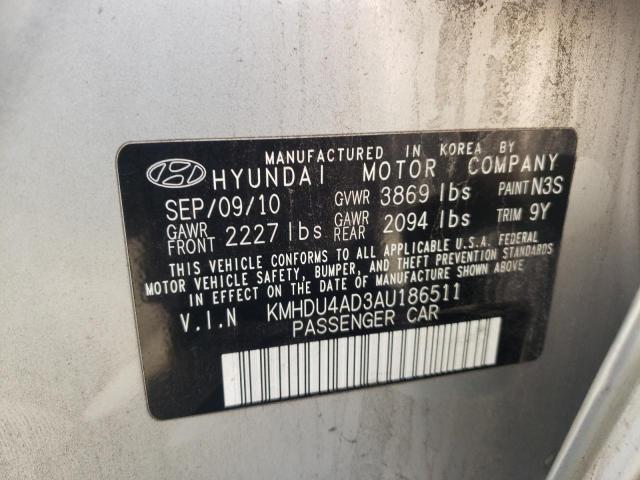 MANUFACTURED IN KOREA BY
HYUNDAI MOTOR COMPANY
SEP/09/10 GVWR 3869 lbs PAINT N3S
GAWR FRONT 2227 lbs GAWR REAR 2094 lbs TRIM 9Y
THIS VEHICLE CONFORMS TO ALL APPLICABLE U.S.A. FEDERAL
MOTOR VEHICLE SAFETY, BUMPER, AND THEFT PREVENTION STANDARDS
IN EFFECT ON THE DATE OF MANUFACTURE SHOWN ABOVE.
V.I.N KMHDU4AD3AU186511
PASSENGER CAR